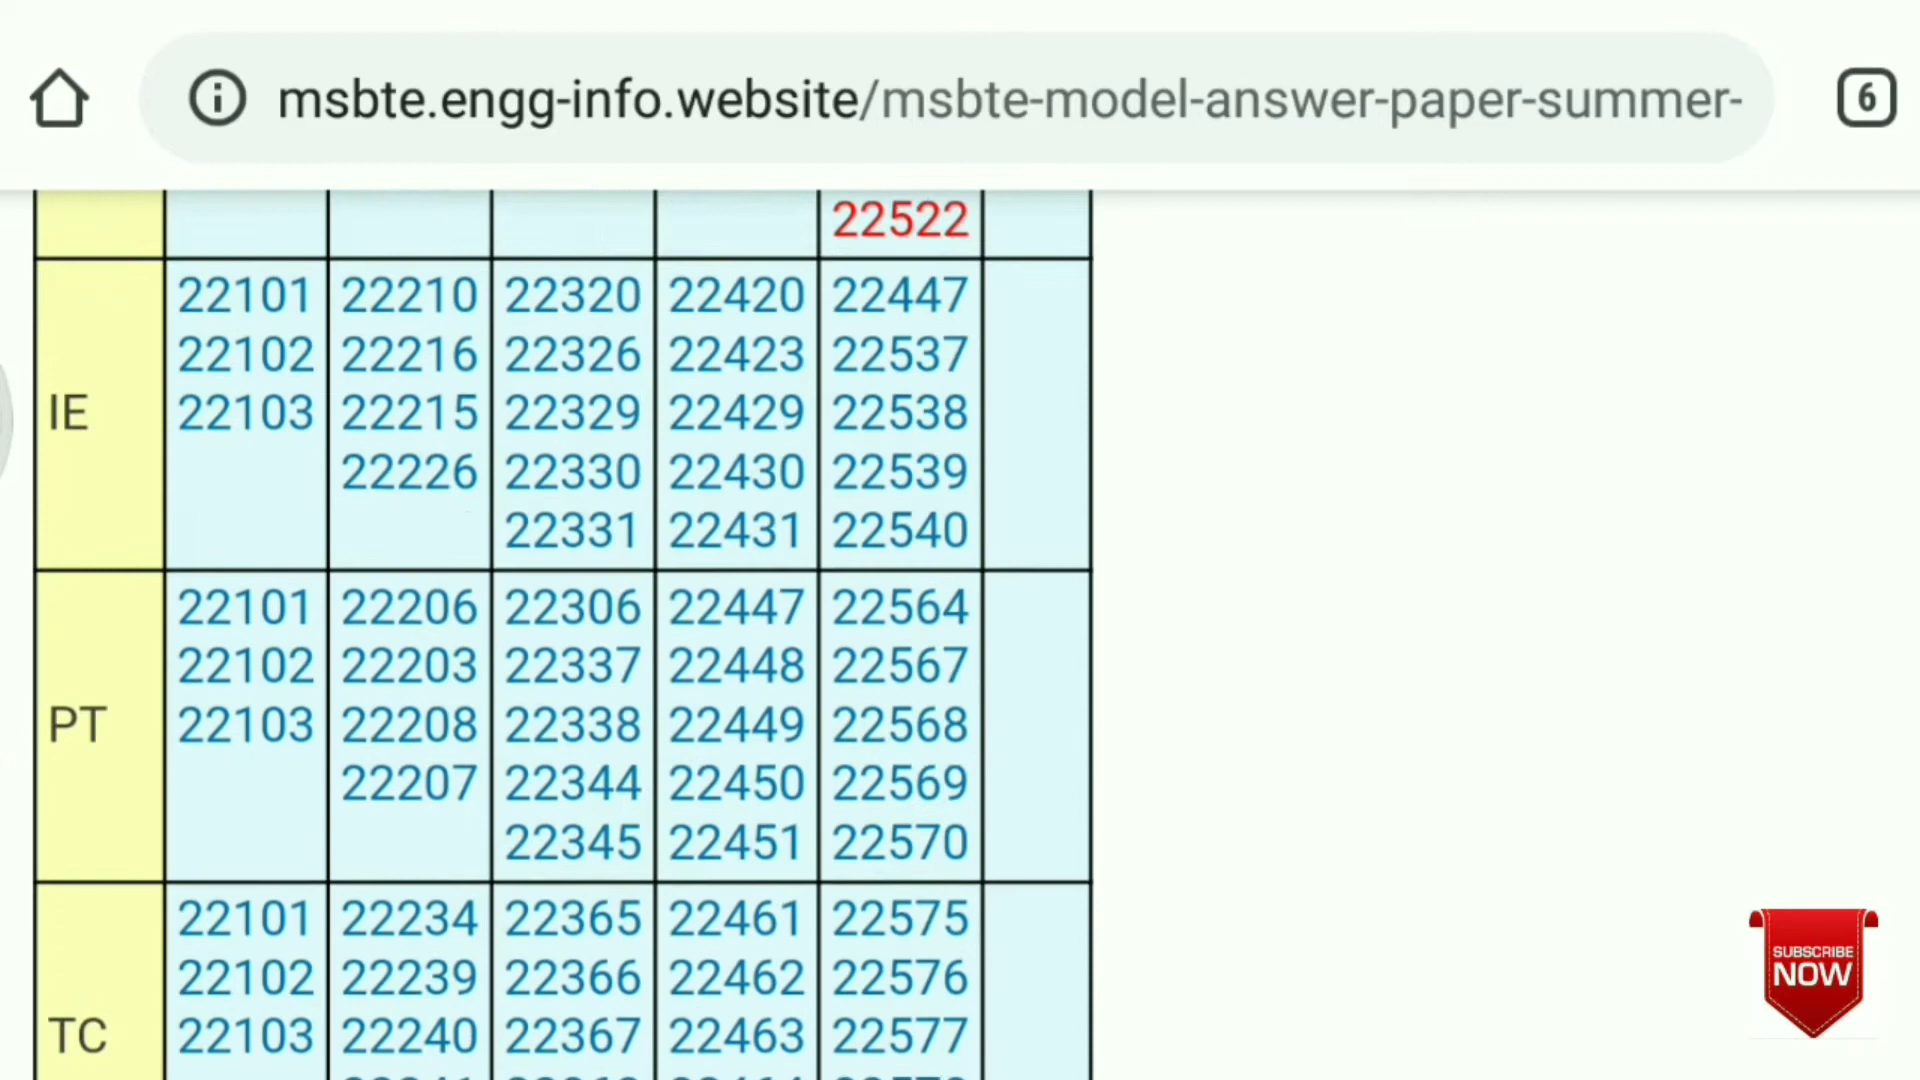 msbte.engg-info.website/msbte-model-answer-paper-summer-
6
22522
22101 22210 22320 22420 22447
22102 22216 22326 22423 22537
IE 22103 22215 22329 22429 22538
22226 22330 22430 22539
22331 22431 22540
22101 22206 22306 22447 22564
22102 22203 22337 22448 22567
PT 22103 22208 22338 22449 22568
22207 22344 22450 22569
22345 22451 22570
22101 22234 22365 22461 22575
22102 22239 22366 22462 22576
TC 22103 22240 22367 22463 22577
SUBSCRIBE
NOW